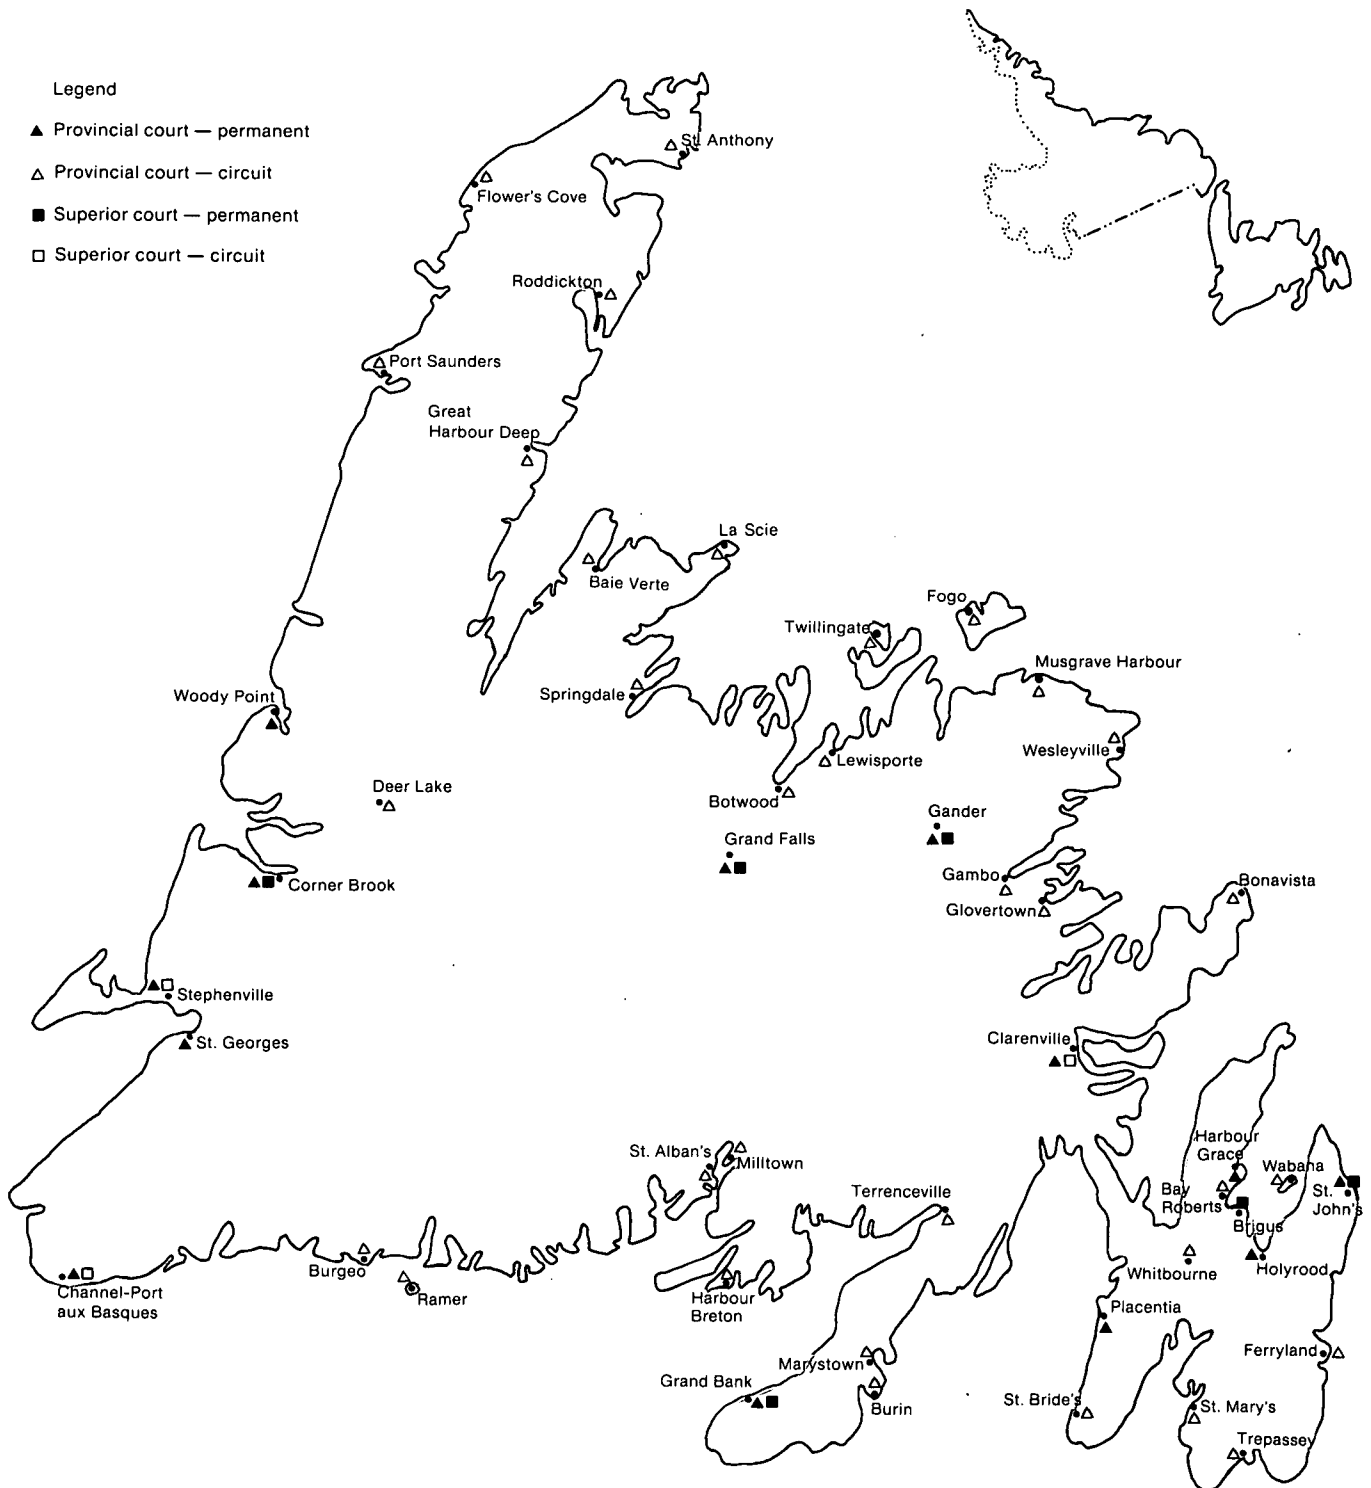 Legend
Provincial court — permanent
Provincial court — circuit
Superior court — permanent
Superior court — circuit
St. Anthony
Flower's Cove
Roddickton
Port Saunders
Great
Harbour Deep
La Scie
Baie Verte
Fogo
Twillingate
Musgrave Harbour
Woody Point
Springdale
Wesleyville
Lewisporte
Deer Lake
Botwood
Gander
Grand Falls
Gambo
Corner Brook
Bonavista
Glovertown
Stephenville
Clarenville
St. Georges
Harbour
Grace
St. Alban's
Milltown
Wabana
Terrenceville
Bay
Roberts
St.
John's
Brigus
Burgeo
Whitbourne
Holyrood
Channel-Port
aux Basques
Ramer
Harbour
Breton
Placentia
Ferryland
Marystown
Grand Bank
Burin
St. Bride's
St. Mary's
Trepassey